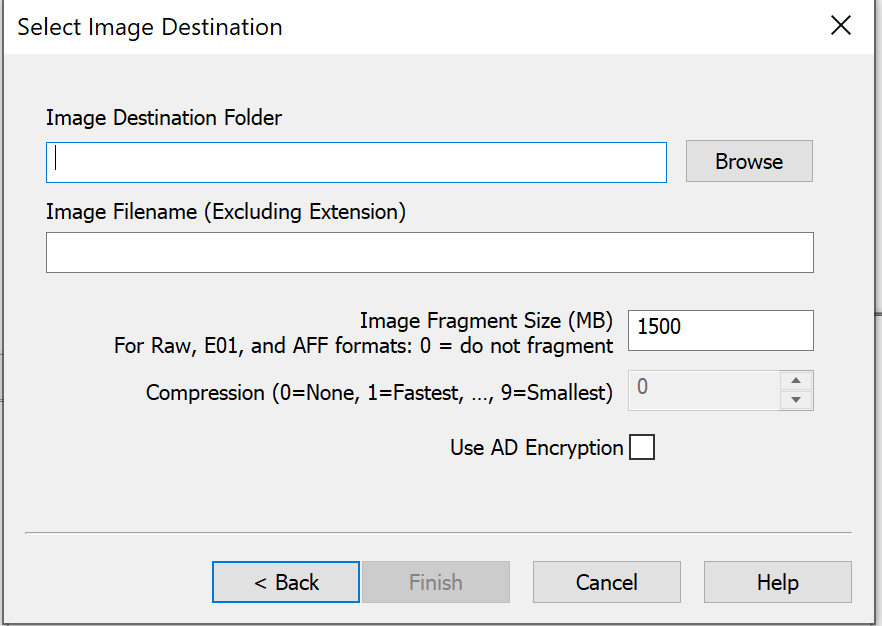 Select Image Destination
Image Destination Folder
Browse
Image Filename (Excluding Extension)
Image Fragment Size (MB)
For Raw, E01, and AFF formats: 0 = do not fragment
1500
Compression (0=None, 1=Fastest, ..., 9=Smallest)
0
Use AD Encryption
< Back
Finish
Cancel
Help